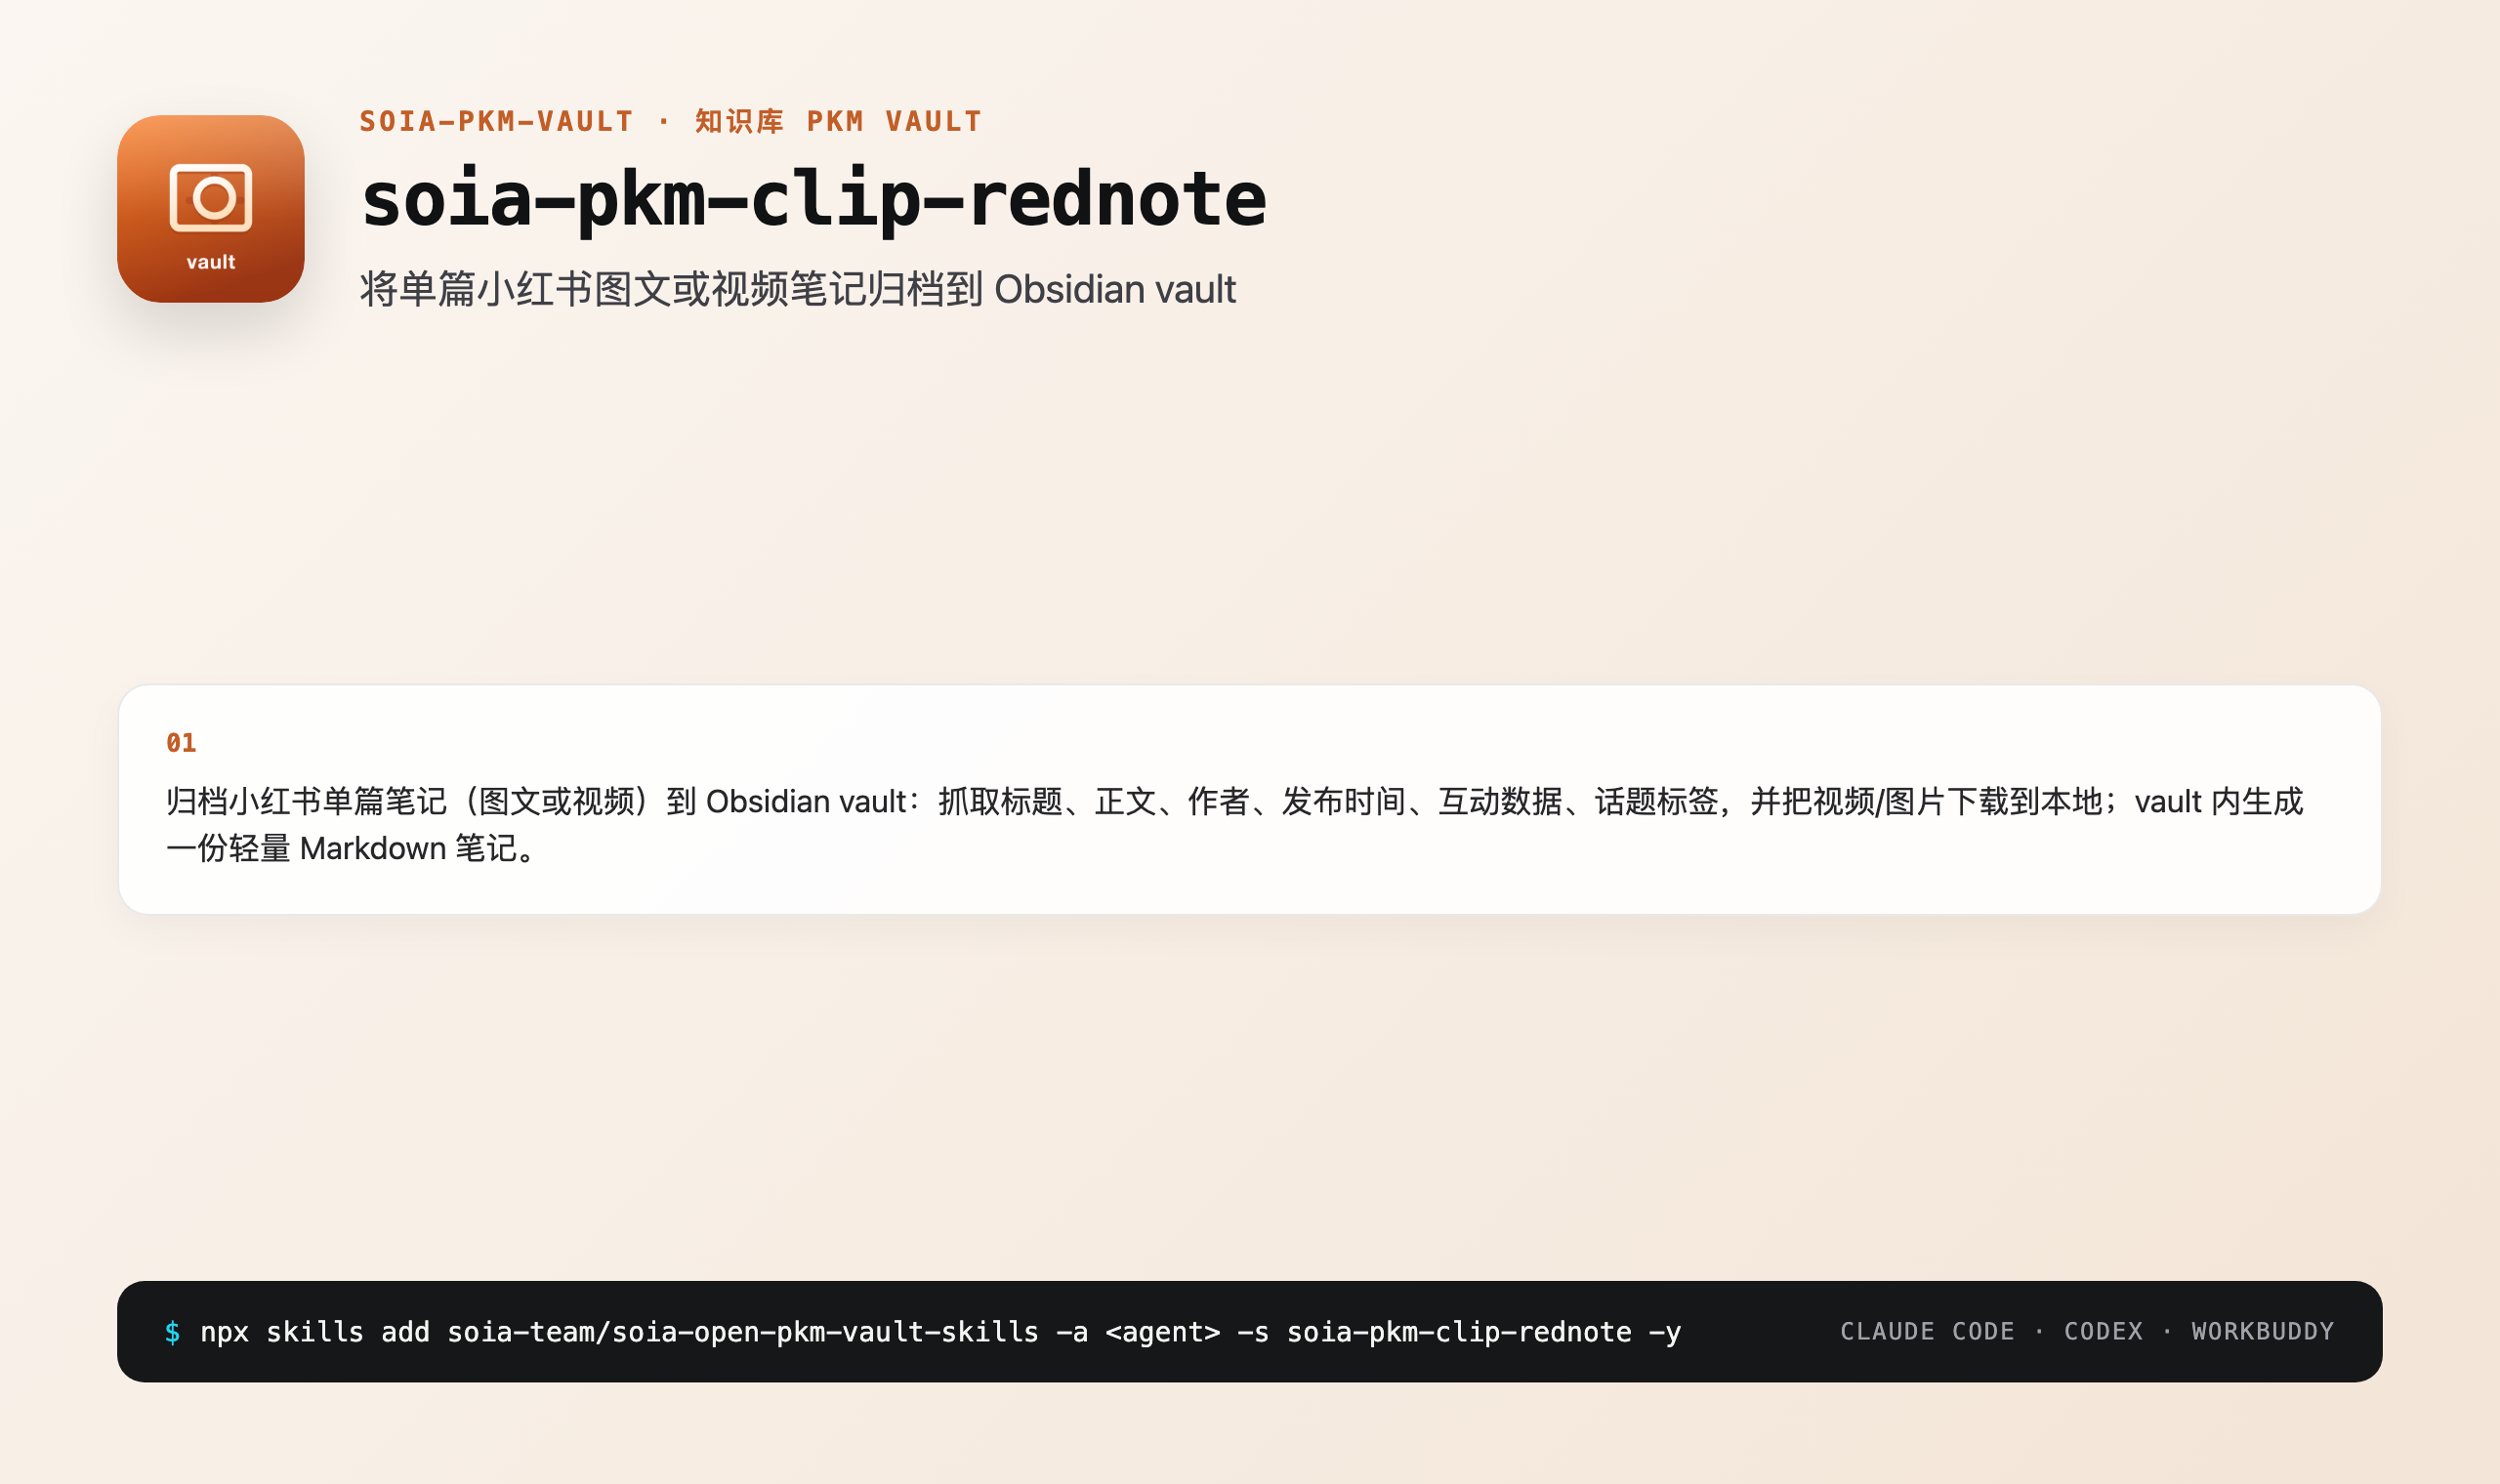 SOIA-PKM-VAULT · 知识库 PKM VAULT
soia-pkm-clip-rednote
将单篇小红书图文或视频笔记归档到 Obsidian vault
vault
01
归档小红书单篇笔记（图文或视频）到 Obsidian vault：抓取标题、正文、作者、发布时间、互动数据、话题标签，并把视频/图片下载到本地；vault 内生成
一份轻量 Markdown 笔记。
$ npx skills add soia-team/soia-open-pkm-vault-skills -a <agent> -s soia-pkm-clip-rednote -y
CLAUDE CODE · CODEX · WORKBUDDY